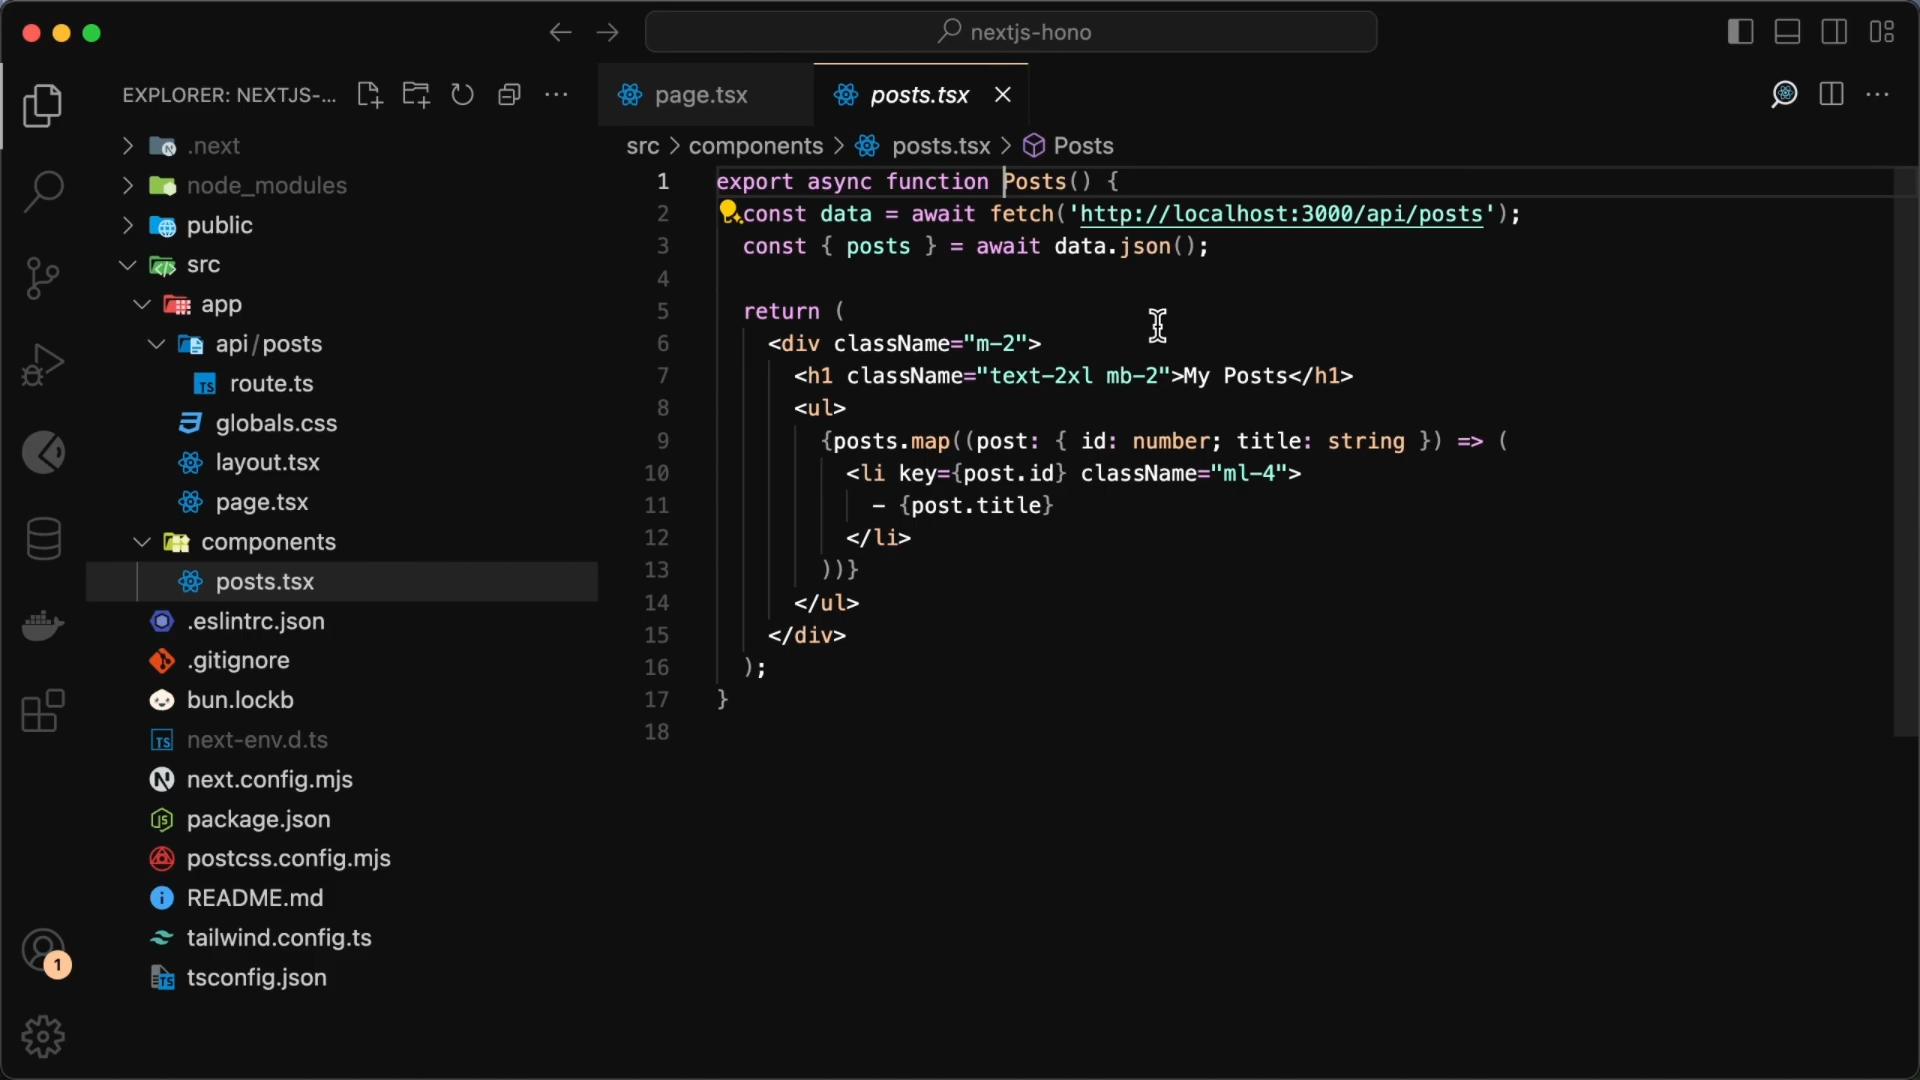 nextjs-hono
EXPLORER: NEXTJS-...
.next
node_modules
public
src
app
api/posts
route.ts
globals.css
layout.tsx
page.tsx
components
posts.tsx
.eslintrc.json
.gitignore
bun.lockb
next-env.d.ts
next.config.mjs
package.json
postcss.config.mjs
README.md
tailwind.config.ts
tsconfig.json
1
page.tsx
posts.tsx
src > components > posts.tsx > Posts
1 export async function Posts() {
2 const data = await fetch('http://localhost:3000/api/posts');
3 const { posts } = await data.json();
4
5 return (
6 <div className="m-2">
7 <h1 className="text-2xl mb-2">My Posts</h1>
8 <ul>
9 {posts.map((post: { id: number; title: string }) => (
10 <li key={post.id} className="ml-4">
11 - {post.title}
12 </li>
13 ))}
14 </ul>
15 </div>
16 );
17 }
18